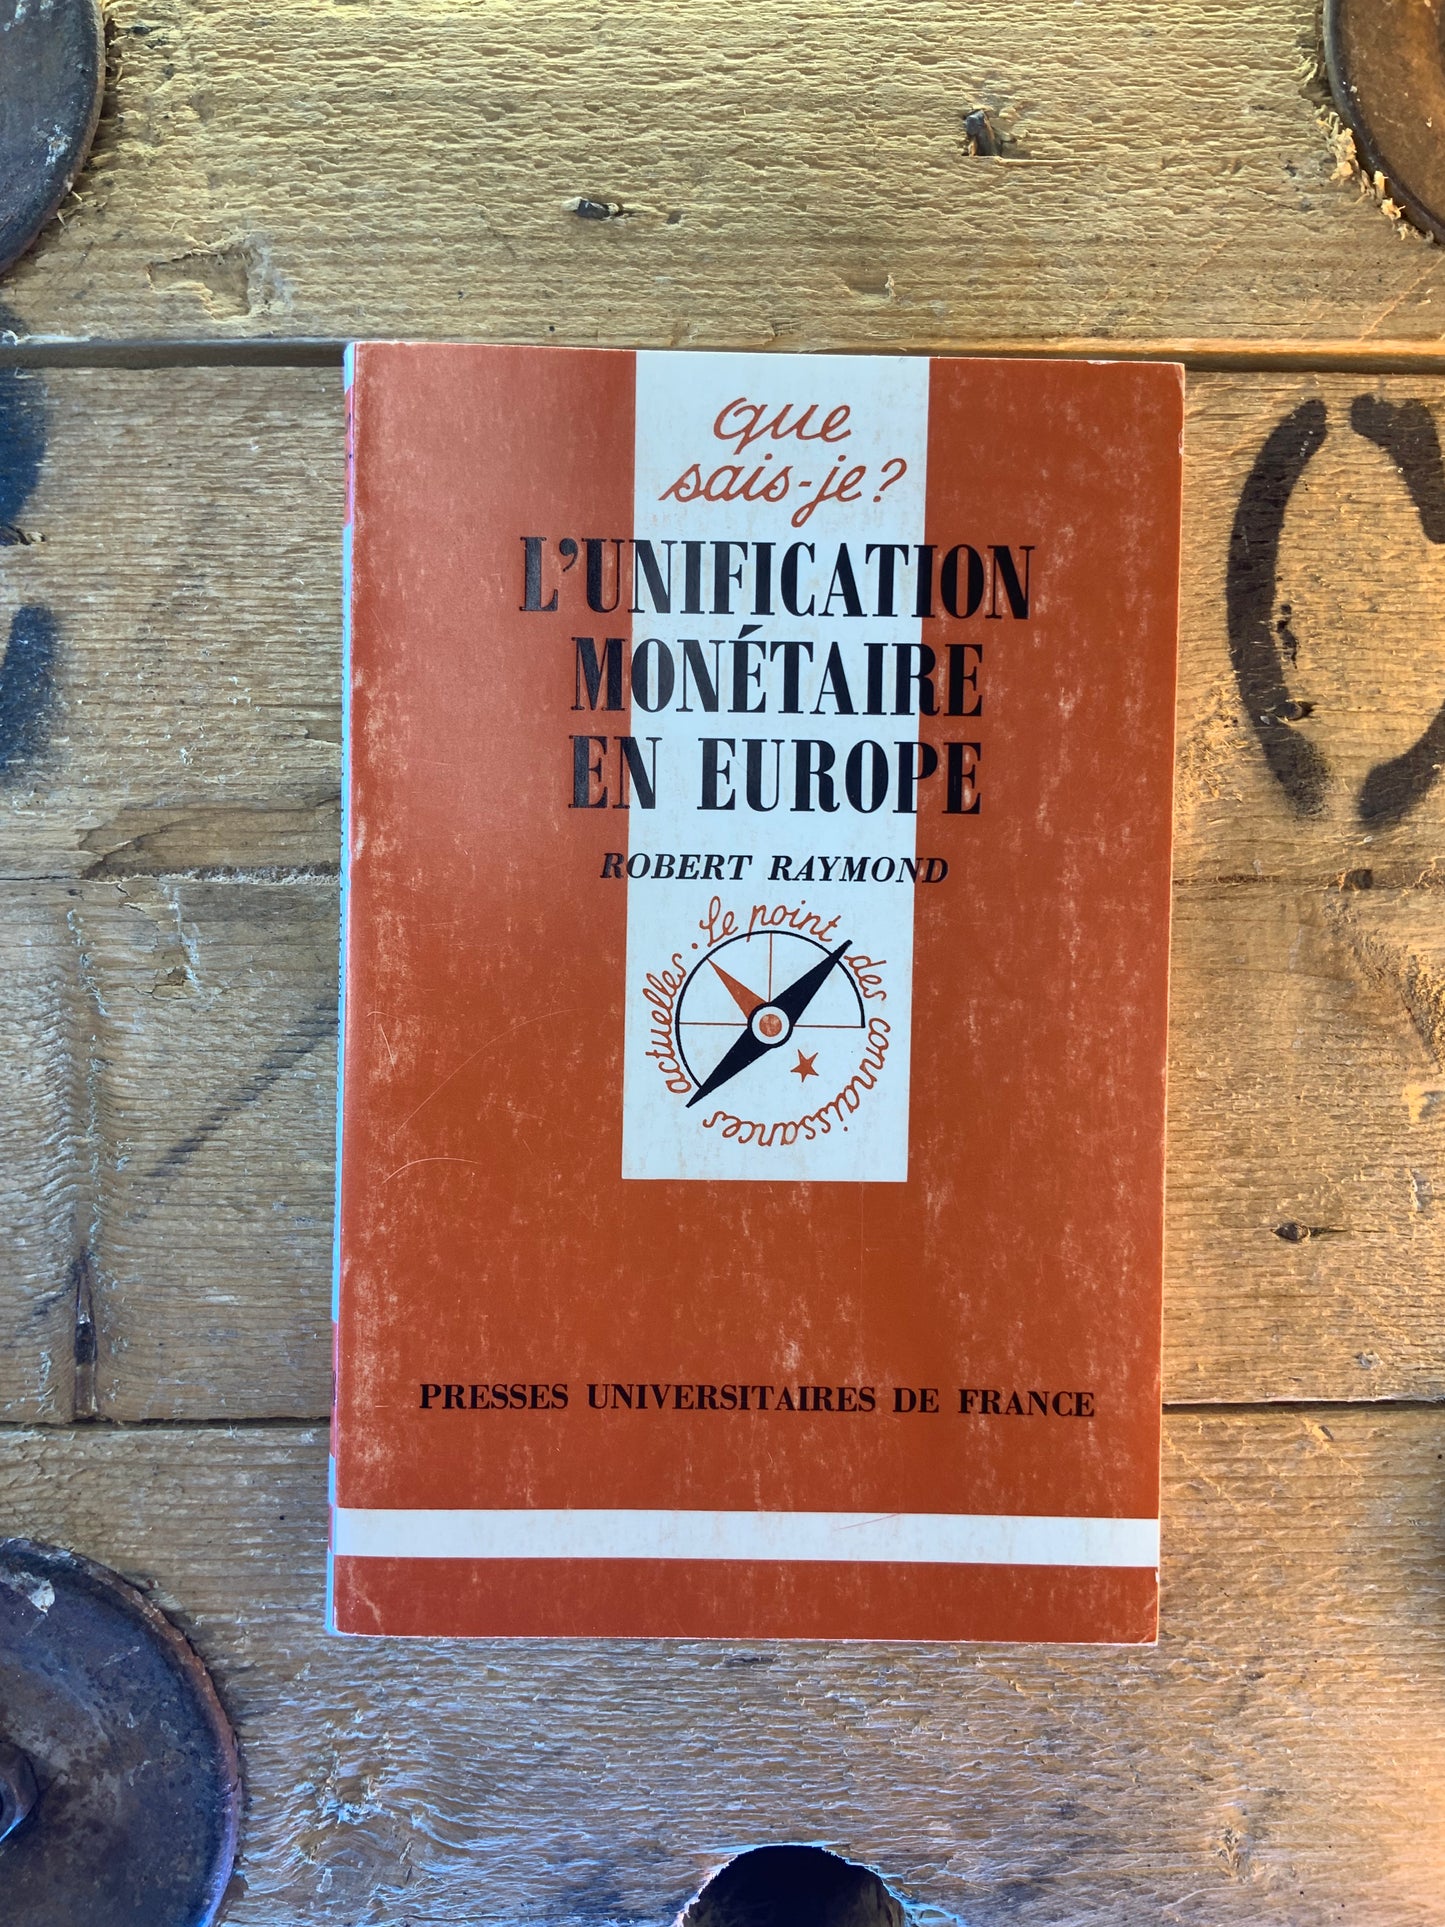 que
sais-je?
L'UNIFICATION
MONÉTAIRE
EN EUROPE
ROBERT RAYMOND
Le point des connaissances actuelles.
PRESSES UNIVERSITAIRES DE FRANCE